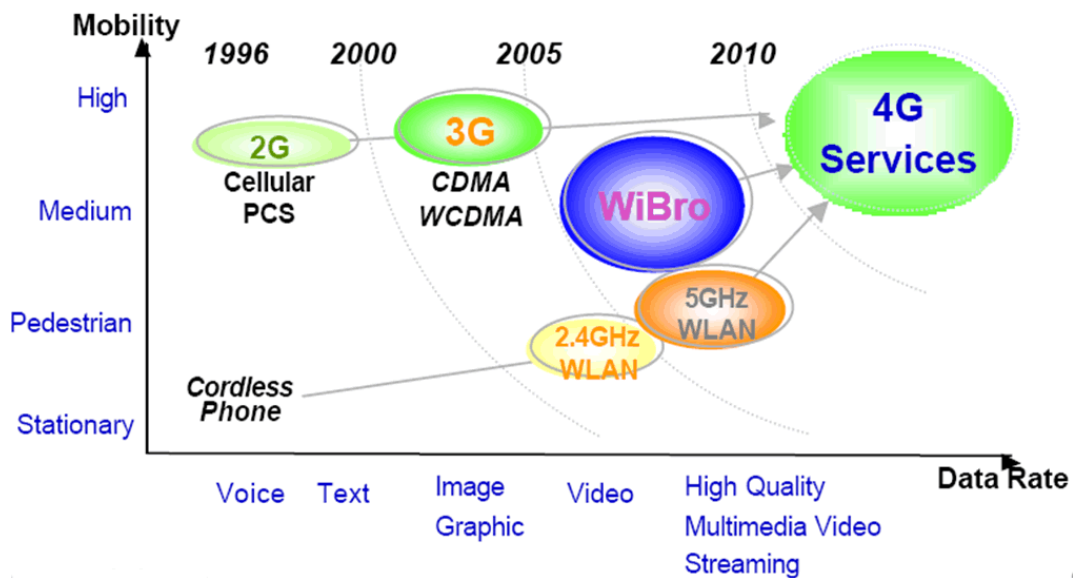 Mobility
1996 2000 2005 2010
High
Medium
Pedestrian
Stationary
2G
Cellular
PCS
3G
CDMA
WCDMA
WiBro
4G
Services
5GHz
WLAN
2.4GHz
WLAN
Cordless
Phone
Data Rate
Voice
Text
Image
Graphic
Video
High Quality
Multimedia Video
Streaming